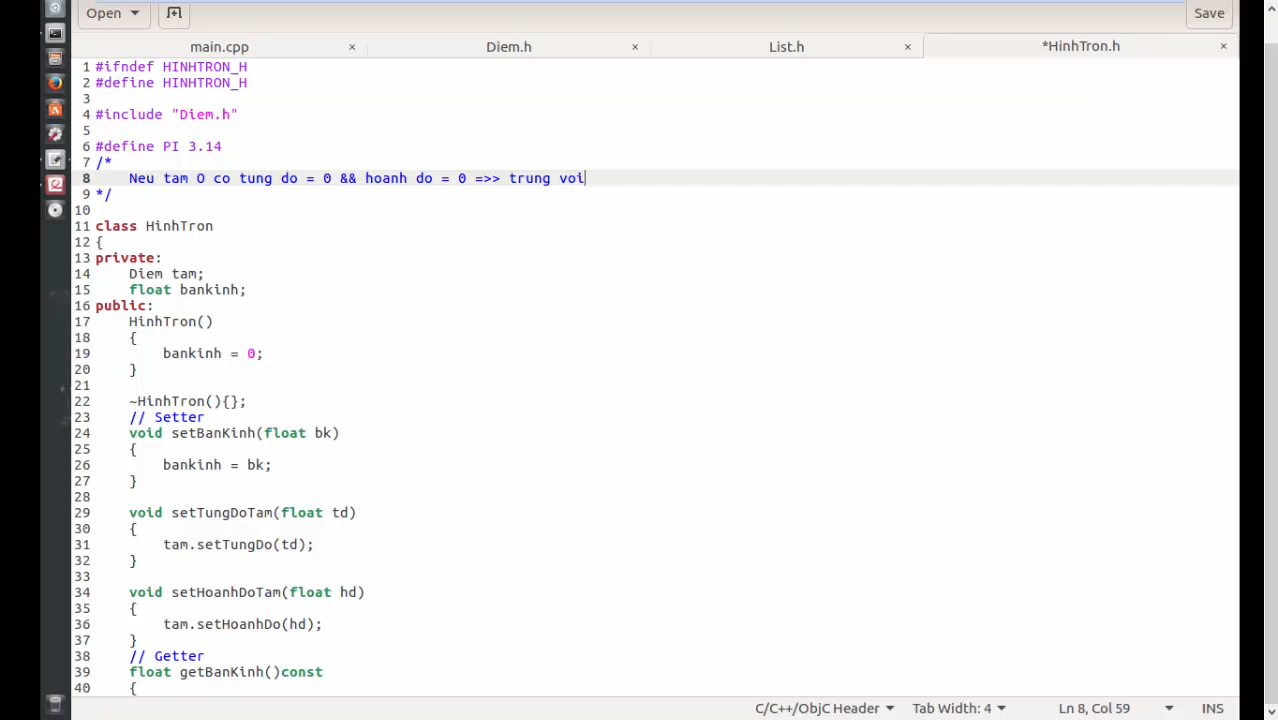 Open
Save
main.cpp ×
Diem.h ×
List.h ×
*HinhTron.h ×
1 #ifndef HINHTRON_H
2 #define HINHTRON_H
3
4 #include "Diem.h"
5
6 #define PI 3.14
7 /*
8     Neu tam O co tung do = 0 && hoanh do = 0 =>> trung voi
9 */
10
11 class HinhTron
12 {
13 private:
14     Diem tam;
15     float bankinh;
16 public:
17     HinhTron()
18     {
19         bankinh = 0;
20     }
21
22     ~HinhTron(){};
23     // Setter
24     void setBanKinh(float bk)
25     {
26         bankinh = bk;
27     }
28
29     void setTungDoTam(float td)
30     {
31         tam.setTungDo(td);
32     }
33
34     void setHoanhDoTam(float hd)
35     {
36         tam.setHoanhDo(hd);
37     }
38     // Getter
39     float getBanKinh()const
40     {
C/C++/ObjC Header Tab Width: 4 Ln 8, Col 59 INS